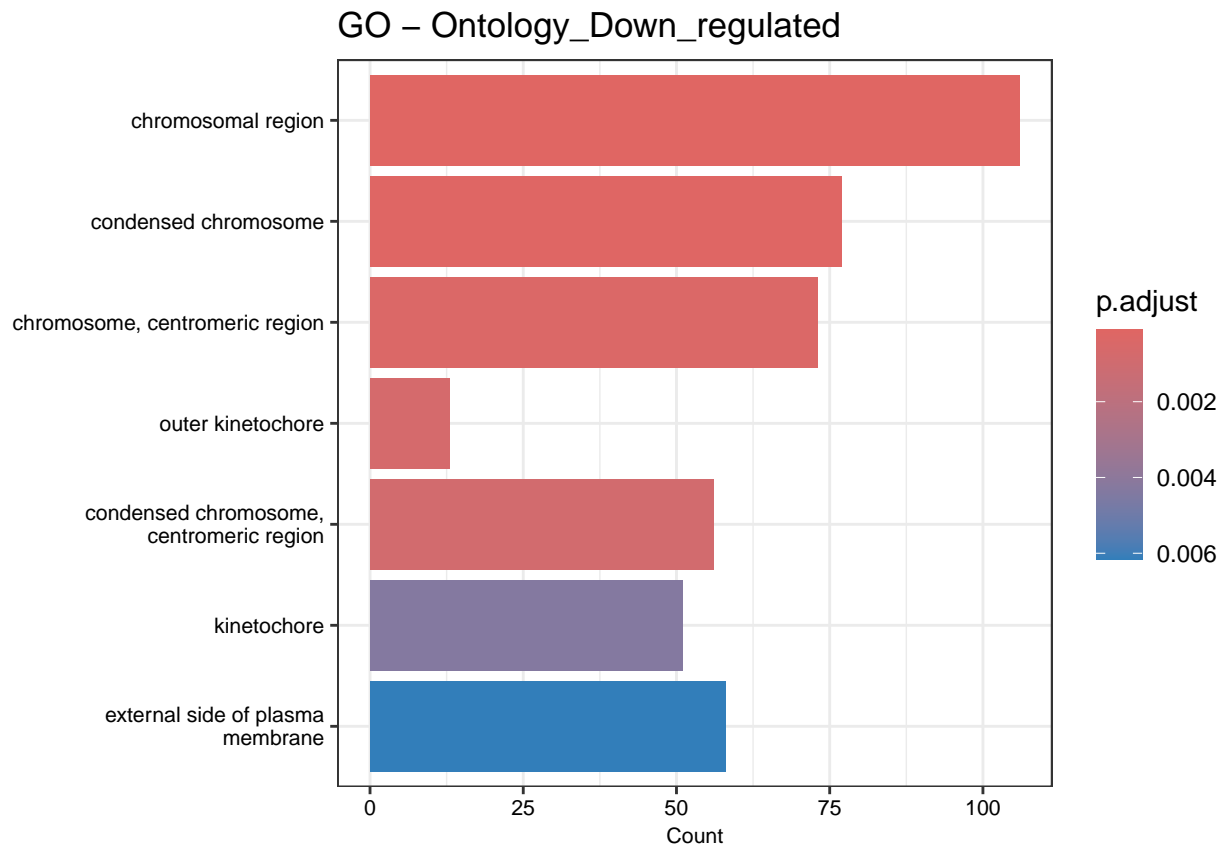 GO – Ontology_Down_regulated
chromosomal region
condensed chromosome
chromosome, centromeric region
outer kinetochore
condensed chromosome,
centromeric region
kinetochore
external side of plasma
membrane
0
25
50
75
100
Count
p.adjust
0.002
0.004
0.006